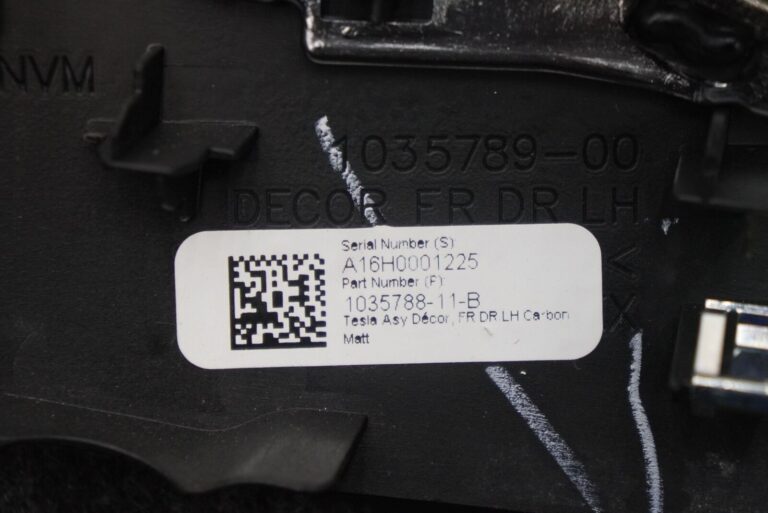 NVM
1035789-00
DECOR FR DR LH
Serial Number (S)
A16H0001225
Part Number (P)
1035788-11-B
Tesla Asy Décor, FR DR LH Carbon
Matt